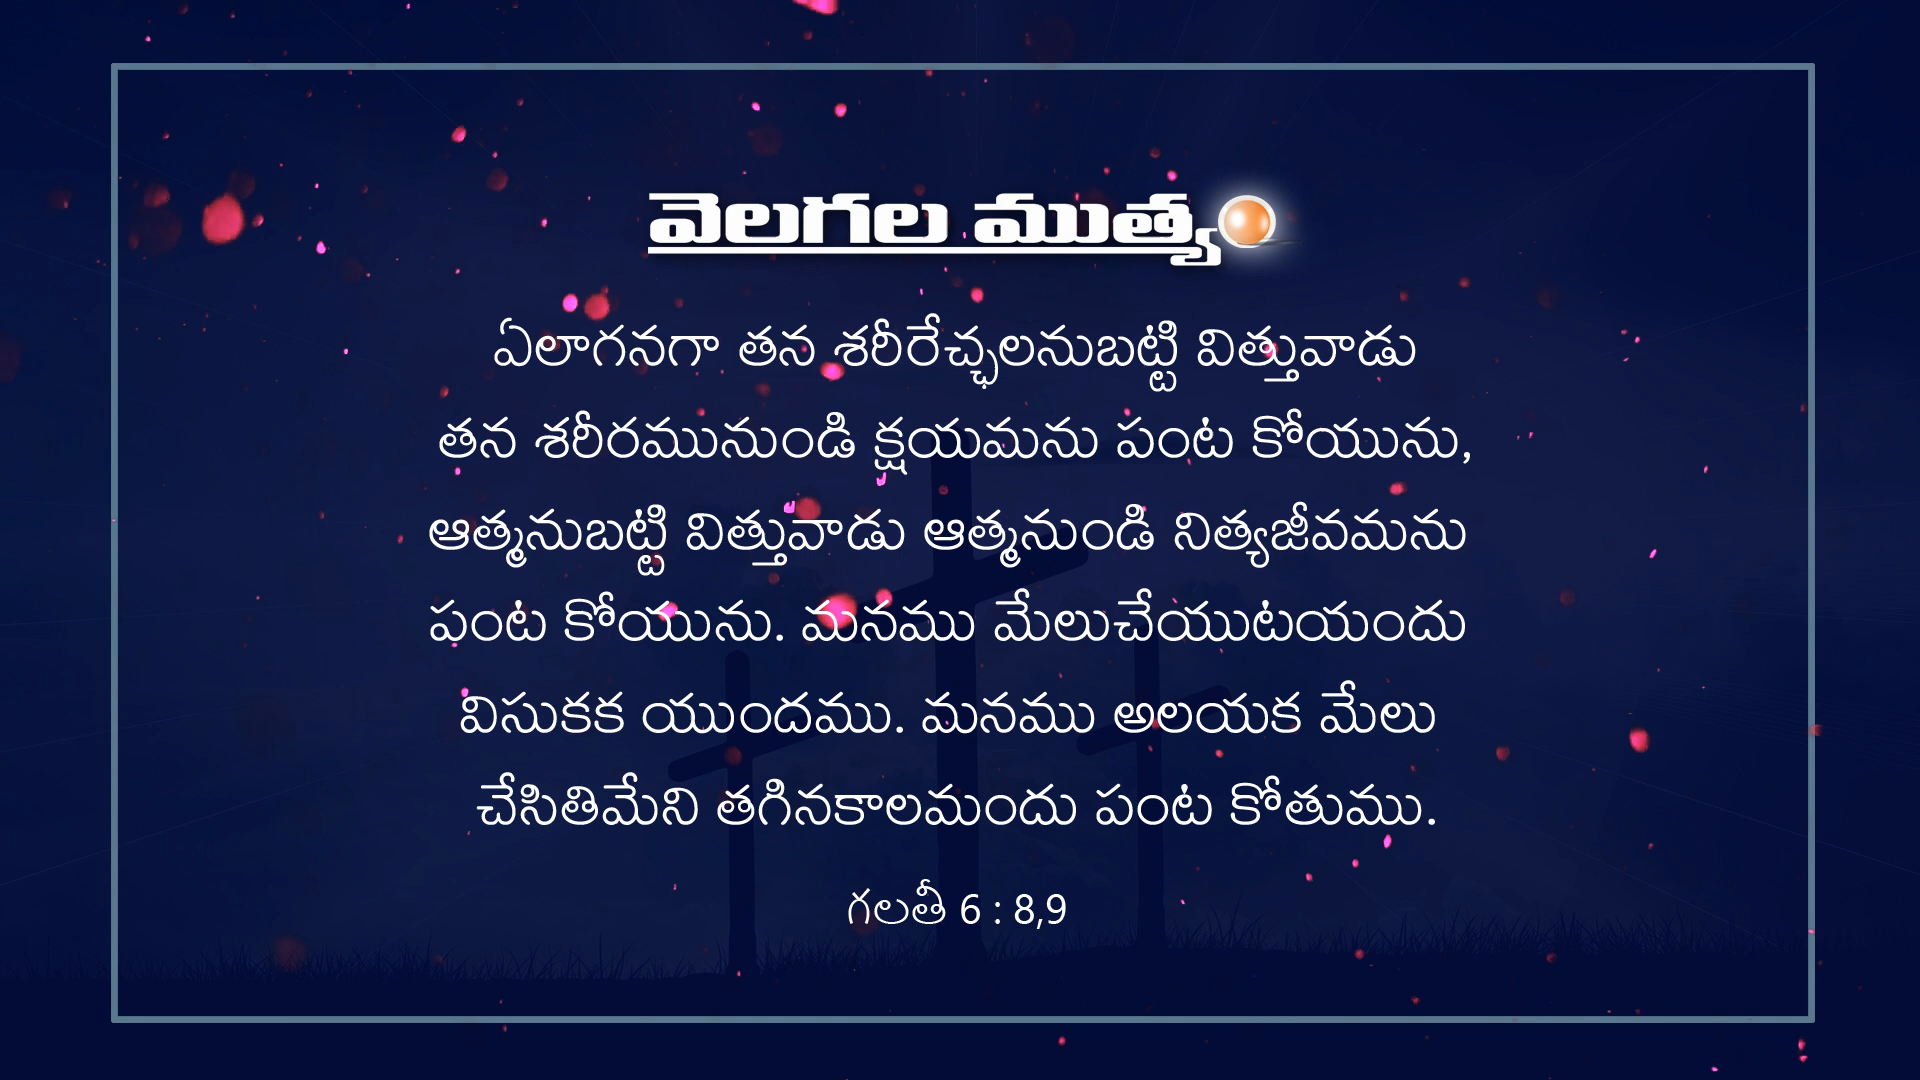 వెలగల ముత్యం
ఏలాగనగా తన శరీరేచ్ఛలనుబట్టి విత్తువాడు
తన శరీరమునుండి క్షయమను పంట కోయును,
ఆత్మనుబట్టి విత్తువాడు ఆత్మనుండి నిత్యజీవమను
పంట కోయును. మనము మేలుచేయుటయందు
విసుకక యుందము. మనము అలయక మేలు
చేసితిమేని తగినకాలమందు పంట కోతుము.
గలతీ 6 : 8,9